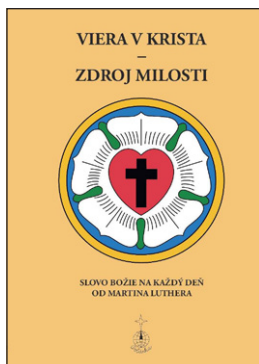 VIERA V KRISTA
–
ZDROJ MILOSTI
SLOVO BOŽIE NA KAŽDÝ DEŇ
OD MARTINA LUTHERA